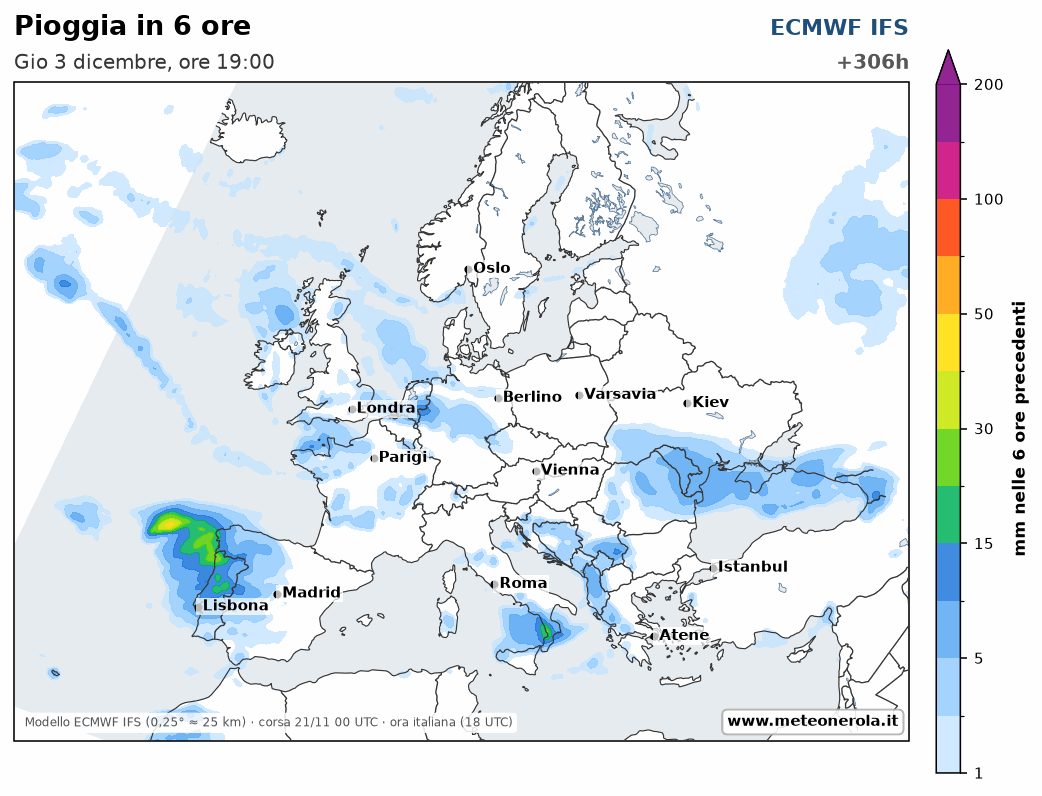 Pioggia in 6 ore
ECMWF IFS
Gio 3 dicembre, ore 19:00
+306h
200
100
50
30
15
5
1
mm nelle 6 ore precedenti
Oslo
Londra
Berlino
Varsavia
Kiev
Parigi
Vienna
Istanbul
Roma
Madrid
Lisbona
Atene
Modello ECMWF IFS (0,25° ≈ 25 km) · corsa 21/11 00 UTC · ora italiana (18 UTC)
www.meteonerola.it